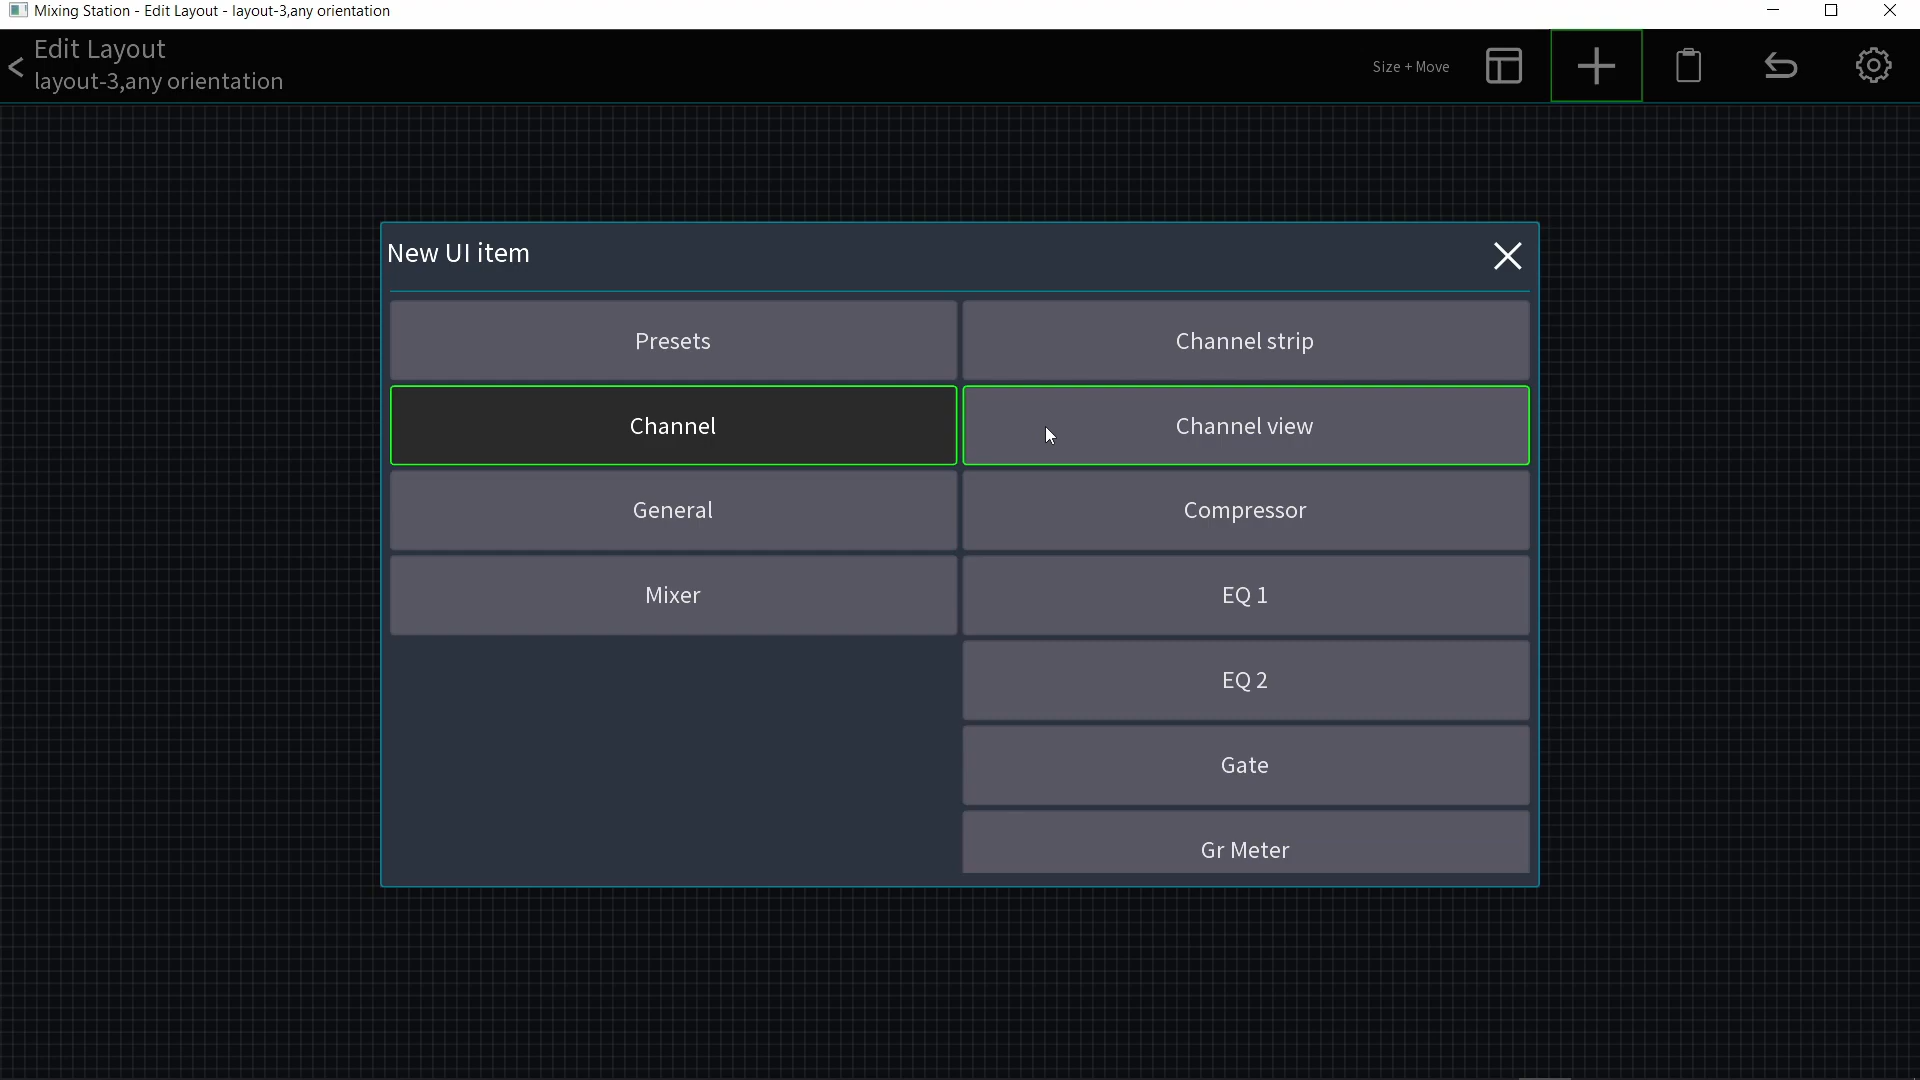 Mixing Station - Edit Layout - layout-3,any orientation
Edit Layout
layout-3,any orientation
Size + Move
New UI item
Presets
Channel strip
Channel
Channel view
General
Compressor
Mixer
EQ 1
EQ 2
Gate
Gr Meter